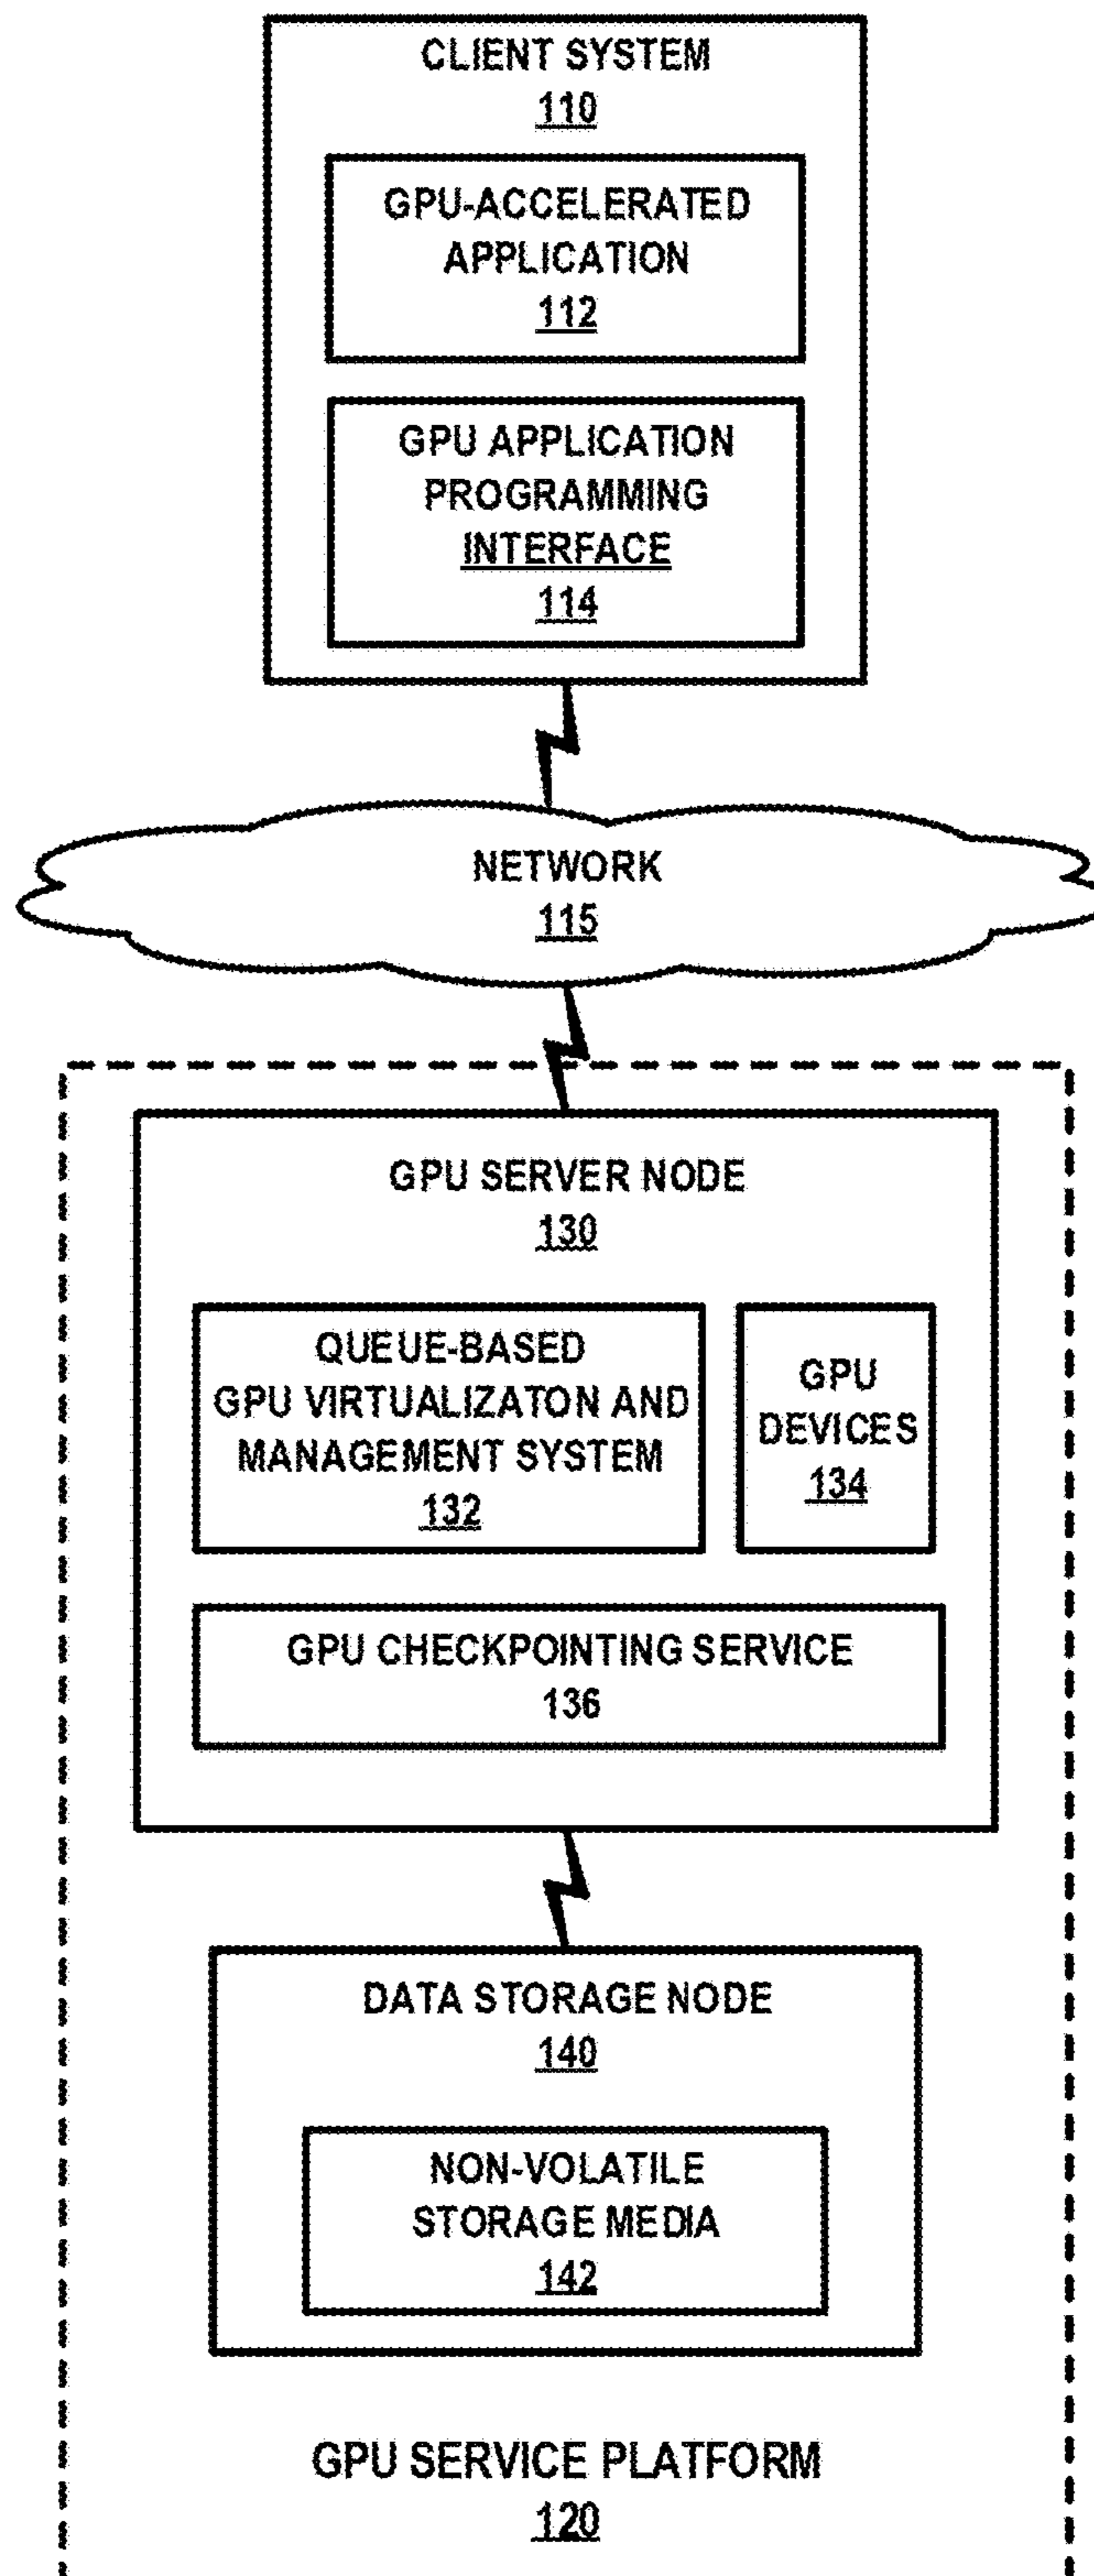 CLIENT SYSTEM
110
GPU-ACCELERATED
APPLICATION
112
GPU APPLICATION
PROGRAMMING
INTERFACE
114
NETWORK
115
GPU SERVER NODE
130
QUEUE-BASED
GPU VIRTUALIZATON AND
MANAGEMENT SYSTEM
132
GPU
DEVICES
134
GPU CHECKPOINTING SERVICE
136
DATA STORAGE NODE
140
NON-VOLATILE
STORAGE MEDIA
142
GPU SERVICE PLATFORM
120